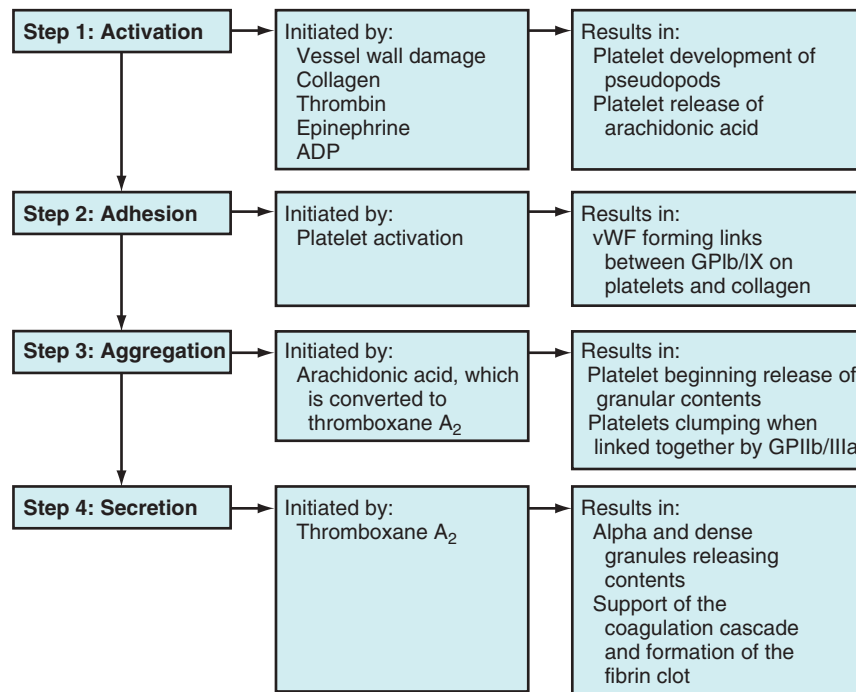 Step 1: Activation
Initiated by:
Vessel wall damage
Collagen
Thrombin
Epinephrine
ADP
Results in:
Platelet development of
pseudopods
Platelet release of
arachidonic acid
Step 2: Adhesion
Initiated by:
Platelet activation
Results in:
vWF forming links
between GPIb/IX on
platelets and collagen
Step 3: Aggregation
Initiated by:
Arachidonic acid, which
is converted to
thromboxane A₂
Results in:
Platelet beginning release of
granular contents
Platelets clumping when
linked together by GPIIb/IIIa
Step 4: Secretion
Initiated by:
Thromboxane A₂
Results in:
Alpha and dense
granules releasing
contents
Support of the
coagulation cascade
and formation of the
fibrin clot